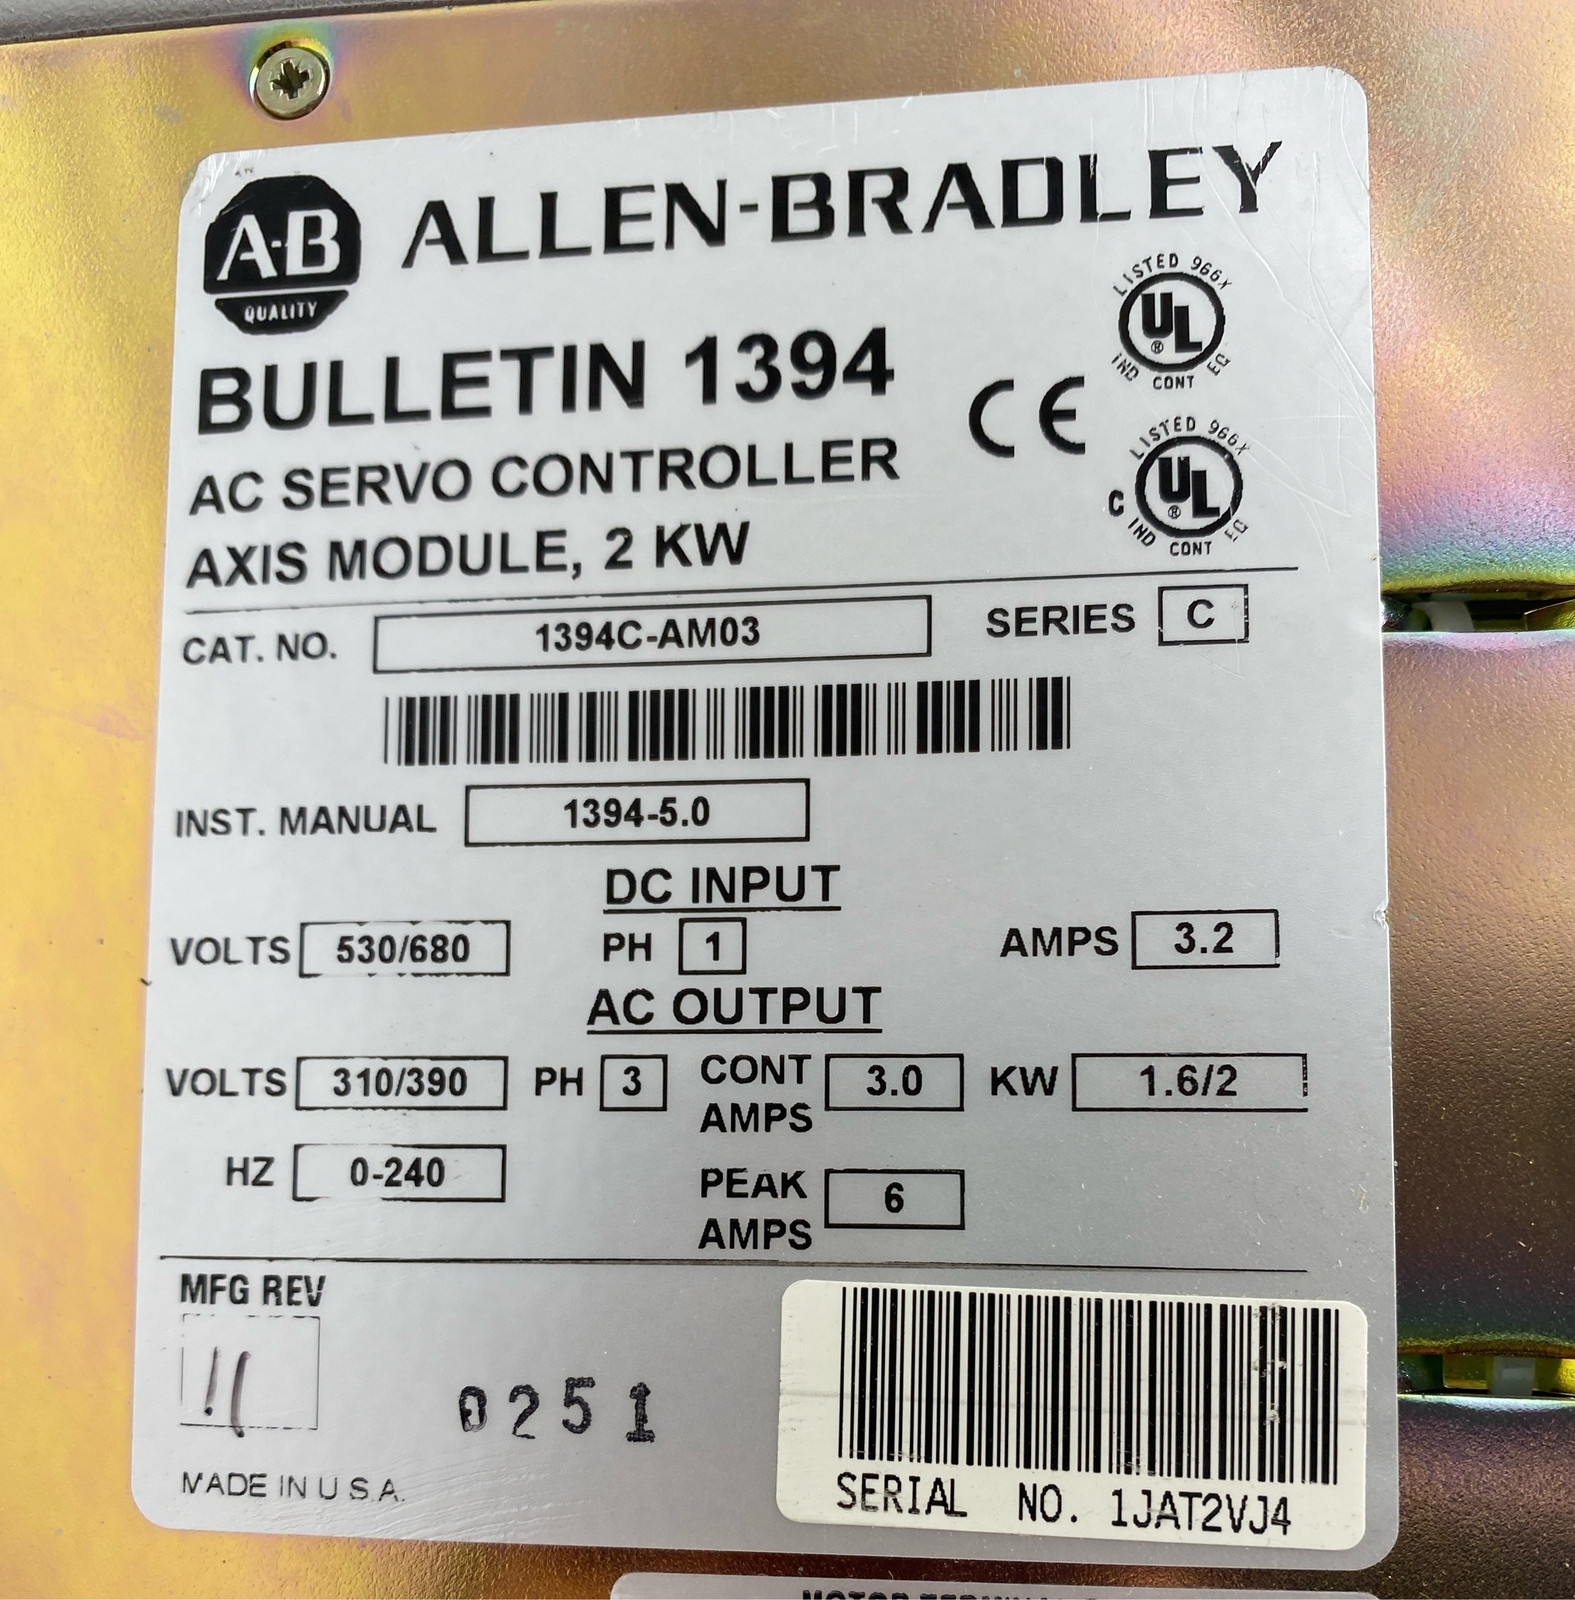 A-B ALLEN-BRADLEY
QUALITY
BULLETIN 1394
AC SERVO CONTROLLER
AXIS MODULE, 2 KW
CE
LISTED 966X
UL ®
IND CONT EQ
LISTED 966X
C UL ®
IND CONT EQ
CAT. NO. 1394C-AM03 SERIES C
INST. MANUAL 1394-5.0
DC INPUT
VOLTS 530/680 PH 1 AMPS 3.2
AC OUTPUT
VOLTS 310/390 PH 3 CONT AMPS 3.0 KW 1.6/2
HZ 0-240 PEAK AMPS 6
MFG REV
11
0251
MADE IN U.S.A.
SERIAL NO. 1JAT2VJ4